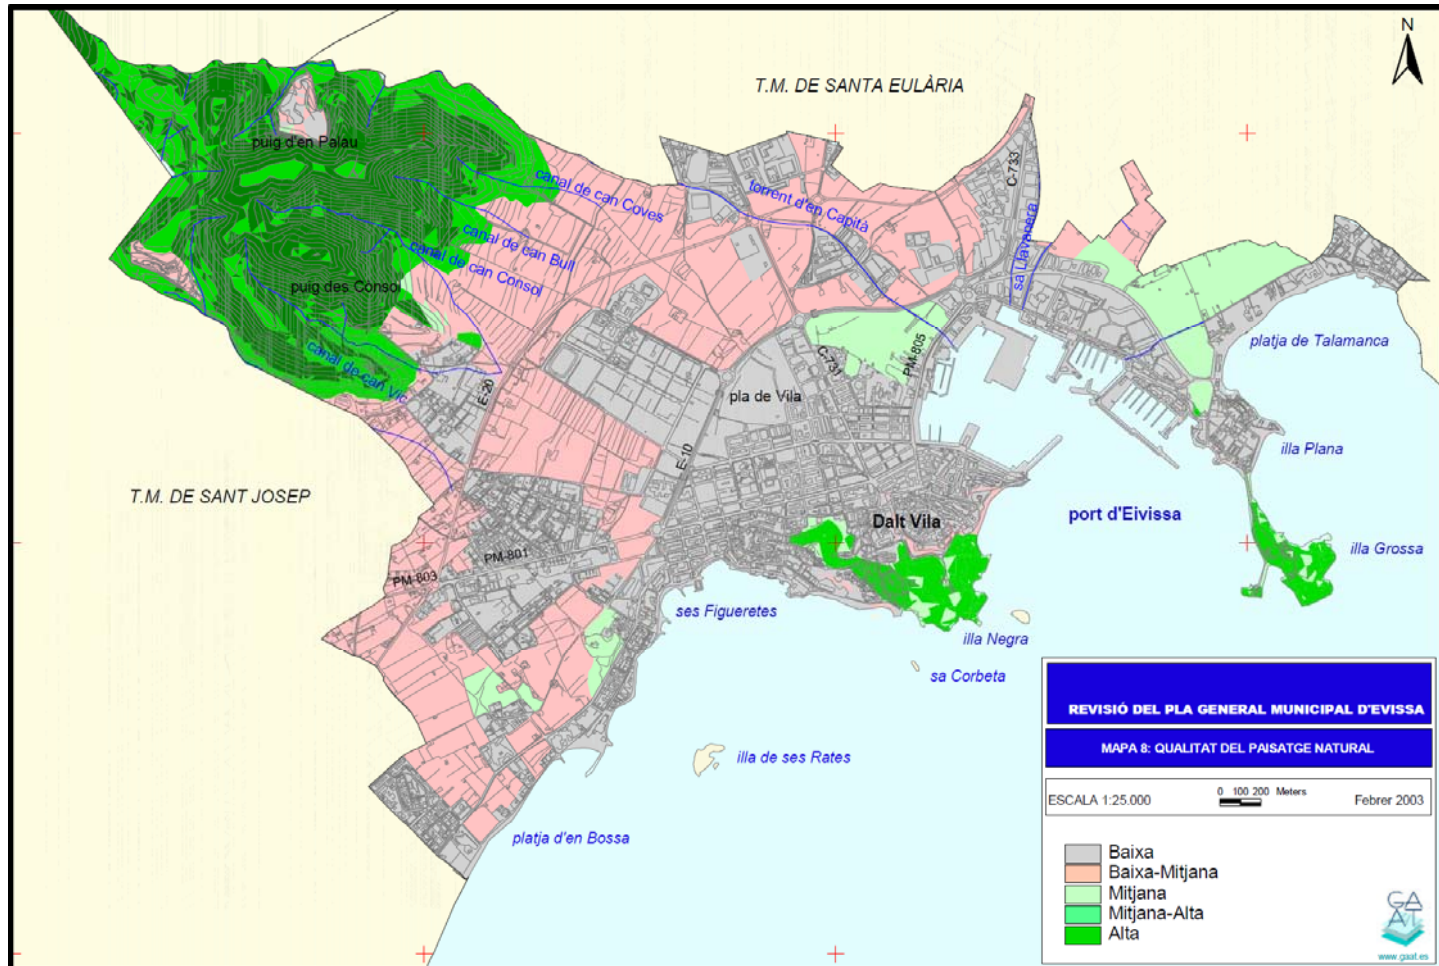 N
T.M. DE SANTA EULÀRIA
puig d'en Palau
C-733
canal de can Coves
torrent d'en Capità
canal de can Bull
sa Llavanera
canal de can Consol
puig des Consol
platja de Talamanca
canal de can Vic
C-731
PM-805
E-20
pla de Vila
illa Plana
E-10
T.M. DE SANT JOSEP
port d'Eivissa
Dalt Vila
illa Grossa
PM-801
PM-803
ses Figueretes
illa Negra
sa Corbeta
illa de ses Rates
platja d'en Bossa
REVISIÓ DEL PLA GENERAL MUNICIPAL D'EVISSA
MAPA 8: QUALITAT DEL PAISATGE NATURAL
ESCALA 1:25.000
0 100 200 Meters
Febrer 2003
Baixa
Baixa-Mitjana
Mitjana
Mitjana-Alta
Alta
GAAT
www.gaat.es